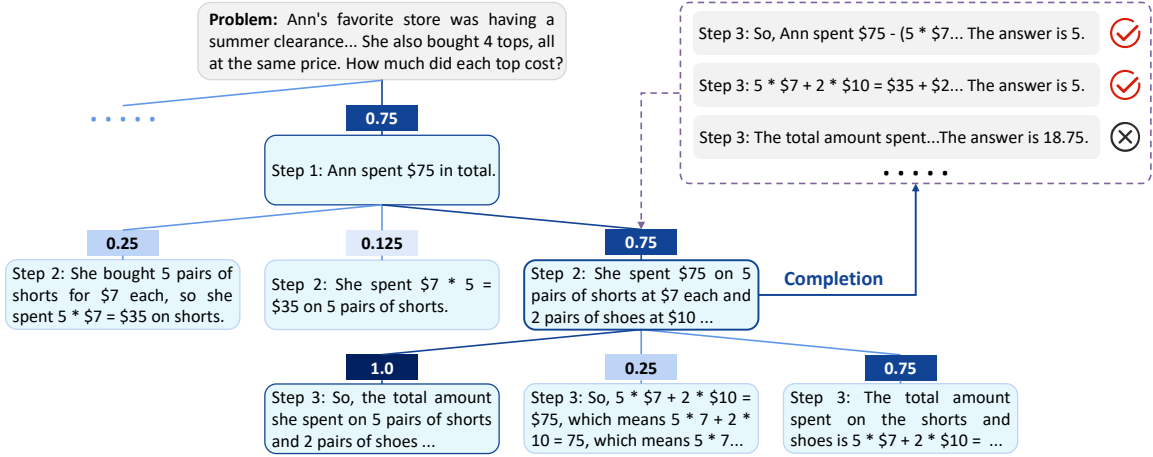 Problem: Ann's favorite store was having a
summer clearance... She also bought 4 tops, all
at the same price. How much did each top cost?
Step 3: So, Ann spent $75 - (5 * $7... The answer is 5.
Step 3: 5 * $7 + 2 * $10 = $35 + $2... The answer is 5.
Step 3: The total amount spent...The answer is 18.75.
0.75
Step 1: Ann spent $75 in total.
0.25
Step 2: She bought 5 pairs of
shorts for $7 each, so she
spent 5 * $7 = $35 on shorts.
0.125
Step 2: She spent $7 * 5 =
$35 on 5 pairs of shorts.
0.75
Step 2: She spent $75 on 5
pairs of shorts at $7 each and
2 pairs of shoes at $10 ...
Completion
1.0
Step 3: So, the total amount
she spent on 5 pairs of shorts
and 2 pairs of shoes ...
0.25
Step 3: So, 5 * $7 + 2 * $10 =
$75, which means 5 * 7 + 2 *
10 = 75, which means 5 * 7...
0.75
Step 3: The total amount
spent on the shorts and
shoes is 5 * $7 + 2 * $10 = ...